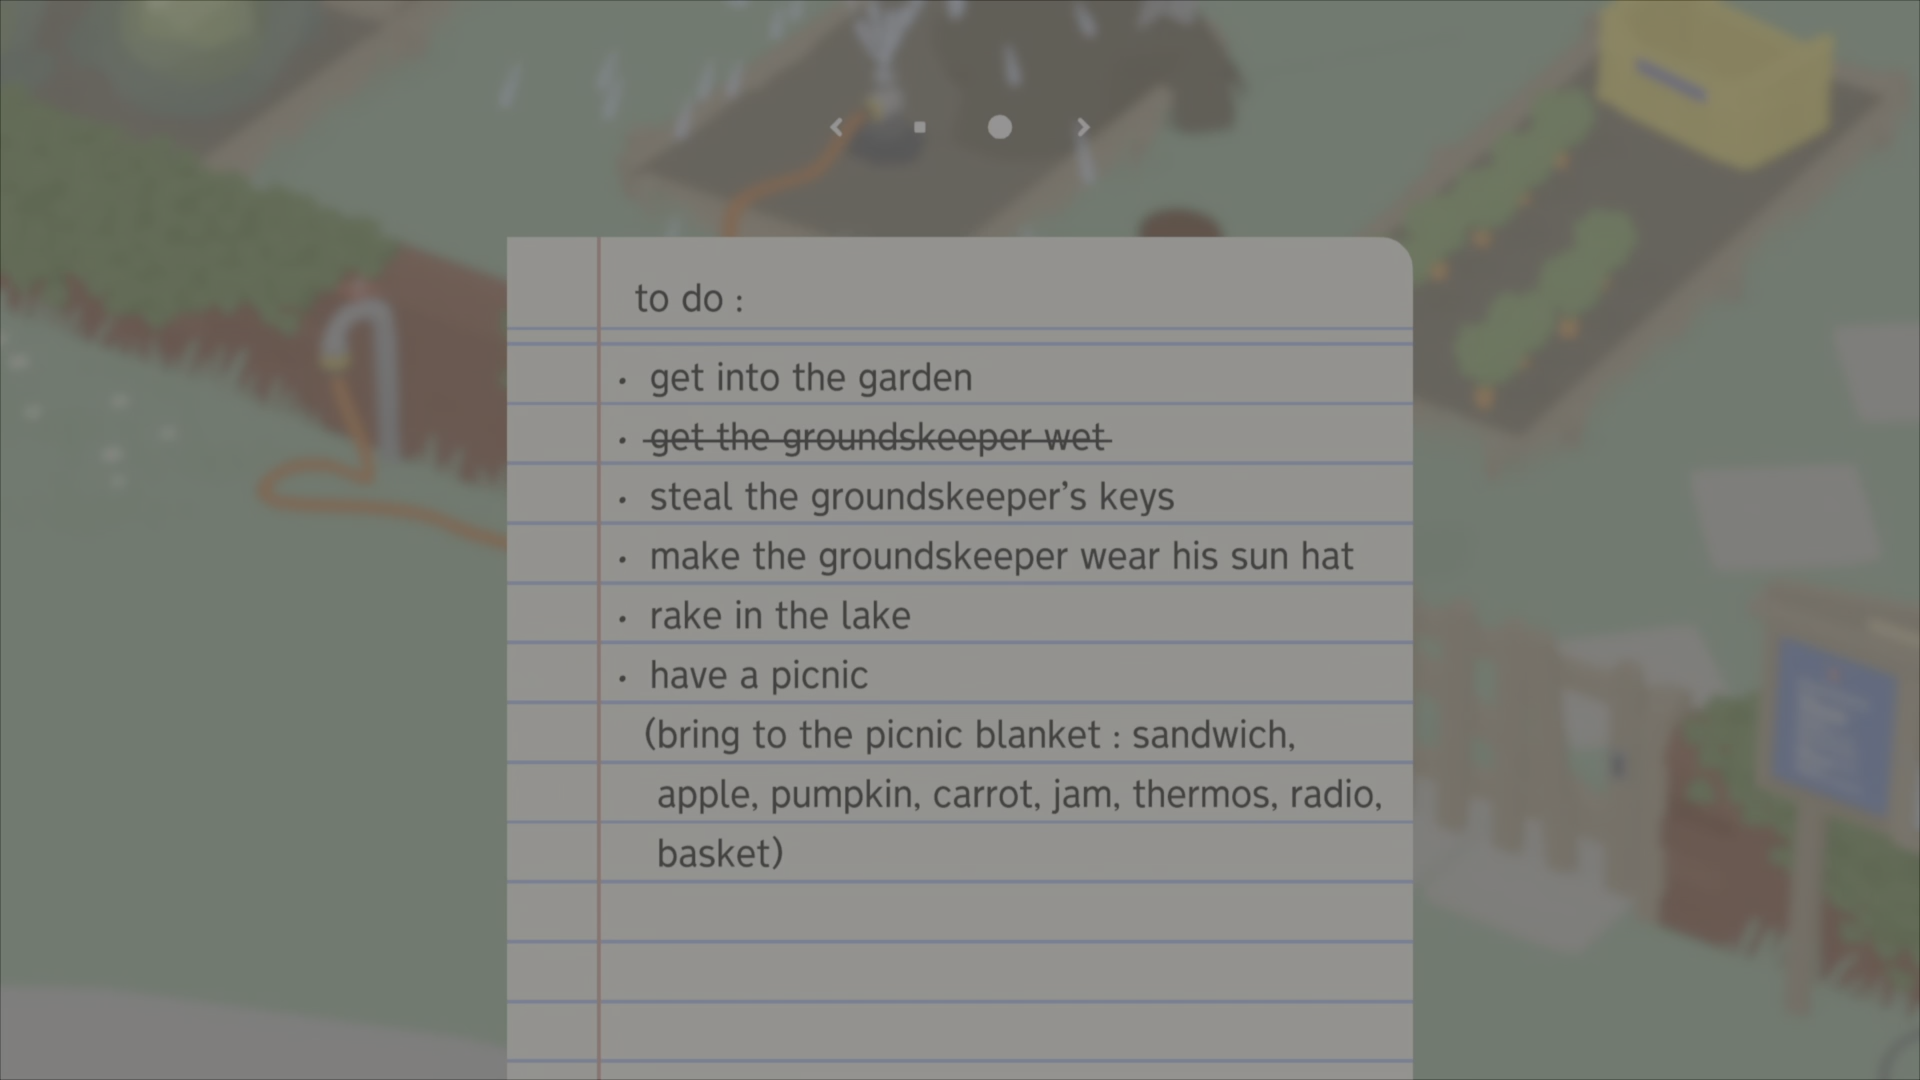 to do :
• get into the garden
• get the groundskeeper wet
• steal the groundskeeper’s keys
• make the groundskeeper wear his sun hat
• rake in the lake
• have a picnic
(bring to the picnic blanket : sandwich,
apple, pumpkin, carrot, jam, thermos, radio,
basket)